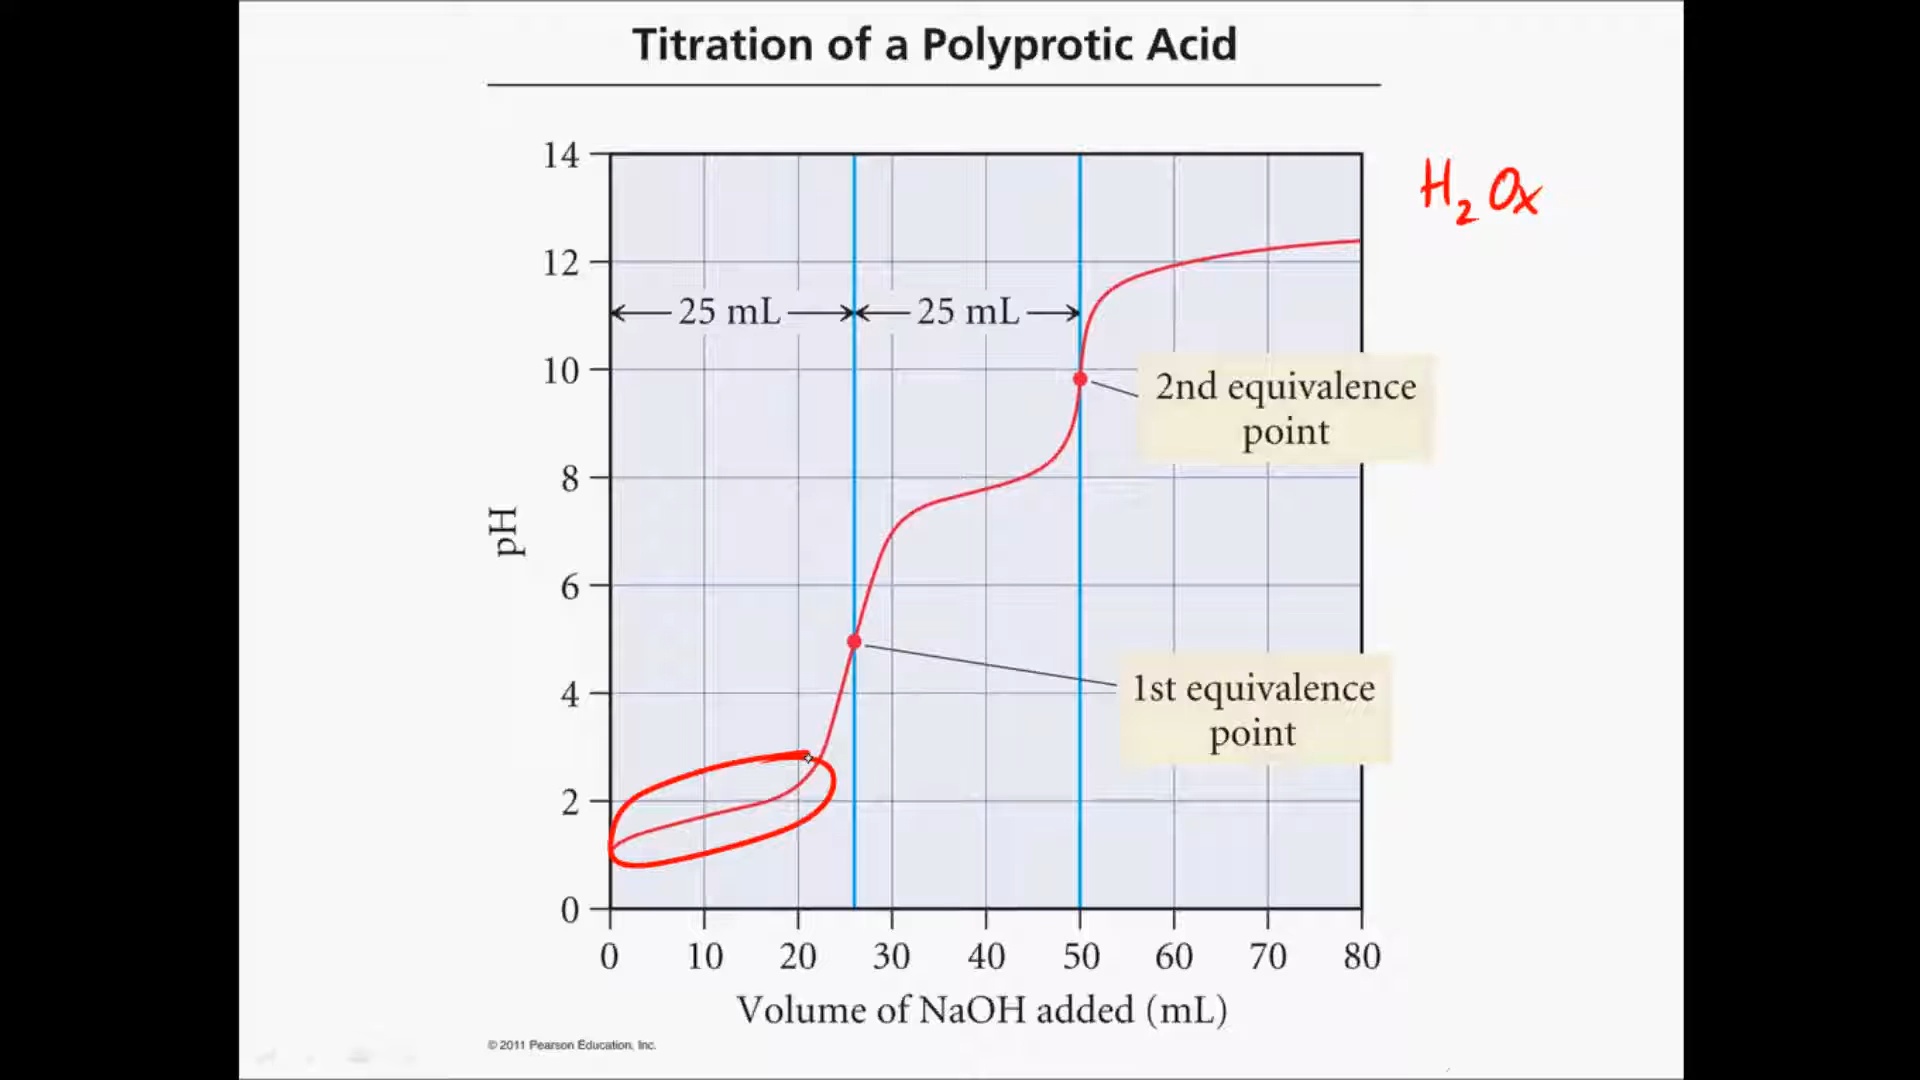 Titration of a Polyprotic Acid
H₂Ox
14
12
10
8
6
4
2
0
pH
25 mL
25 mL
2nd equivalence
point
1st equivalence
point
0 10 20 30 40 50 60 70 80
Volume of NaOH added (mL)
© 2011 Pearson Education, Inc.